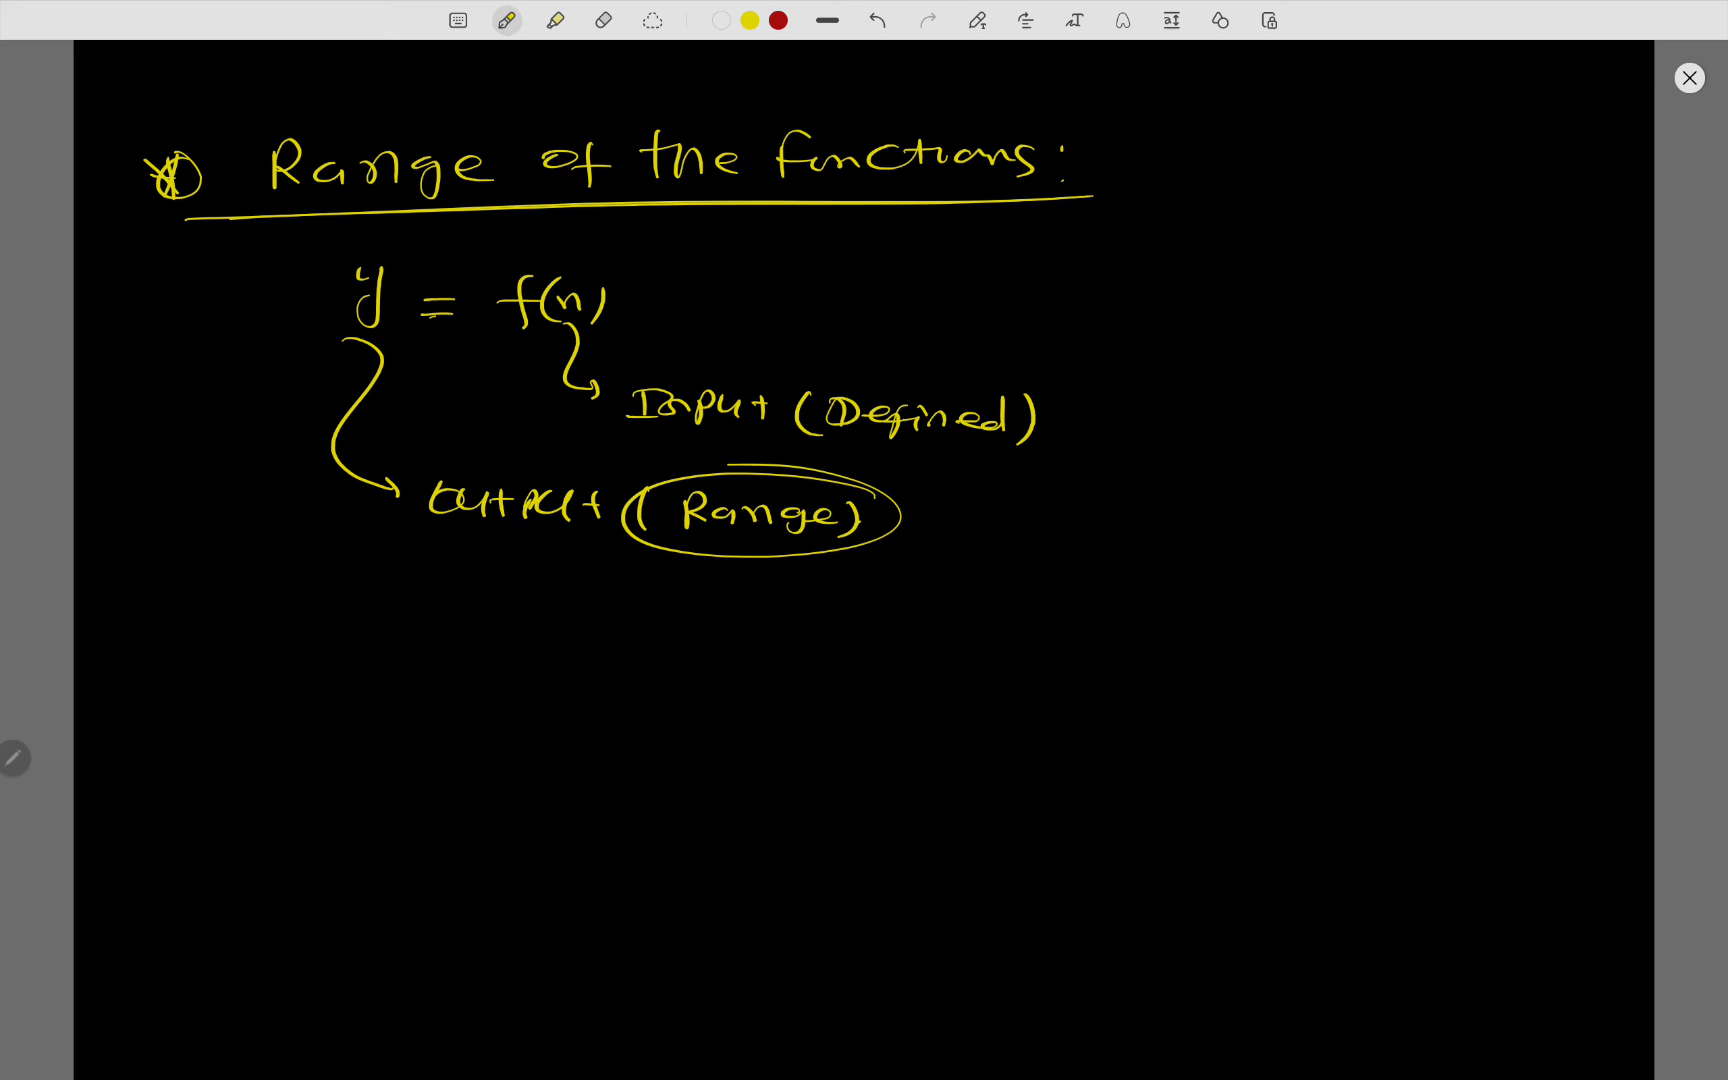 Range of the functions:
y = f(n)
Input (Defined)
output (Range)